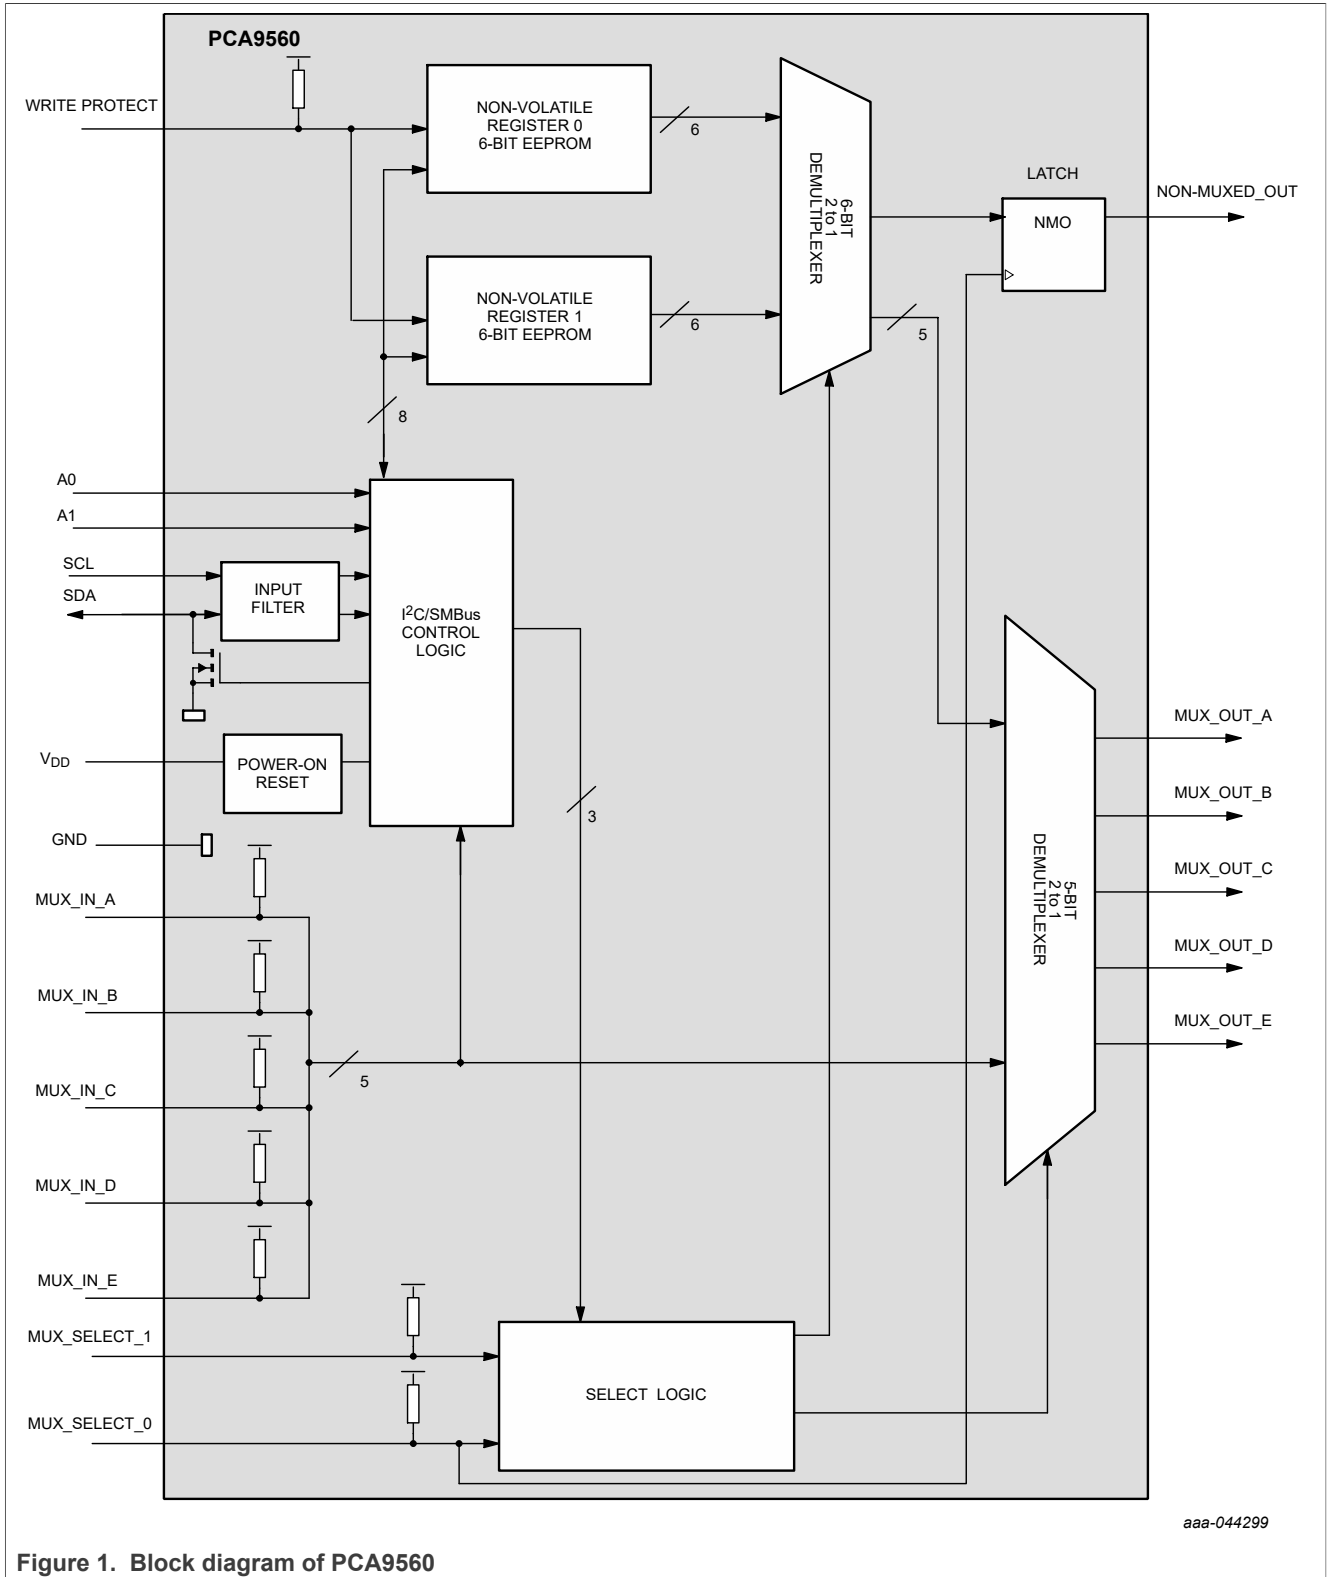 PCA9560
WRITE PROTECT
NON-VOLATILE
REGISTER 0
6-BIT EEPROM
6
6-BIT
2 to 1
DEMULTIPLEXER
LATCH
NMO
NON-MUXED_OUT
NON-VOLATILE
REGISTER 1
6-BIT EEPROM
6
5
8
A0
A1
SCL
SDA
INPUT
FILTER
I2C/SMBus
CONTROL
LOGIC
VDD
POWER-ON
RESET
3
GND
MUX_IN_A
MUX_IN_B
MUX_IN_C
MUX_IN_D
MUX_IN_E
5
5-BIT
2 to 1
DEMULTIPLEXER
MUX_OUT_A
MUX_OUT_B
MUX_OUT_C
MUX_OUT_D
MUX_OUT_E
MUX_SELECT_1
MUX_SELECT_0
SELECT LOGIC
aaa-044299
Figure 1. Block diagram of PCA9560